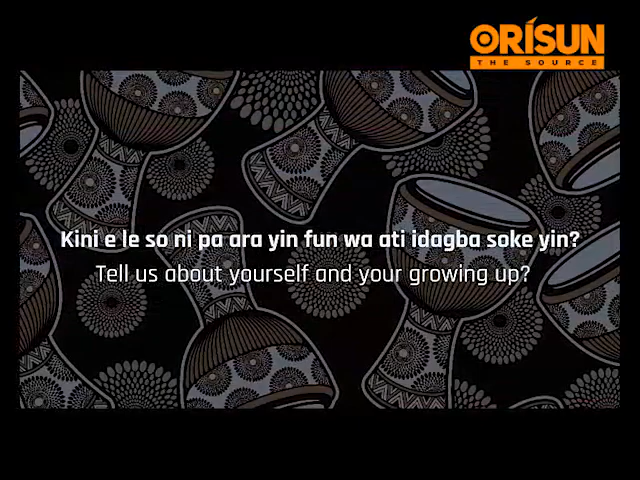 ORÍSUN
THE SOURCE
Kini e le so ni pa ara yin fun wa ati idagba soke yin?
Tell us about yourself and your growing up?